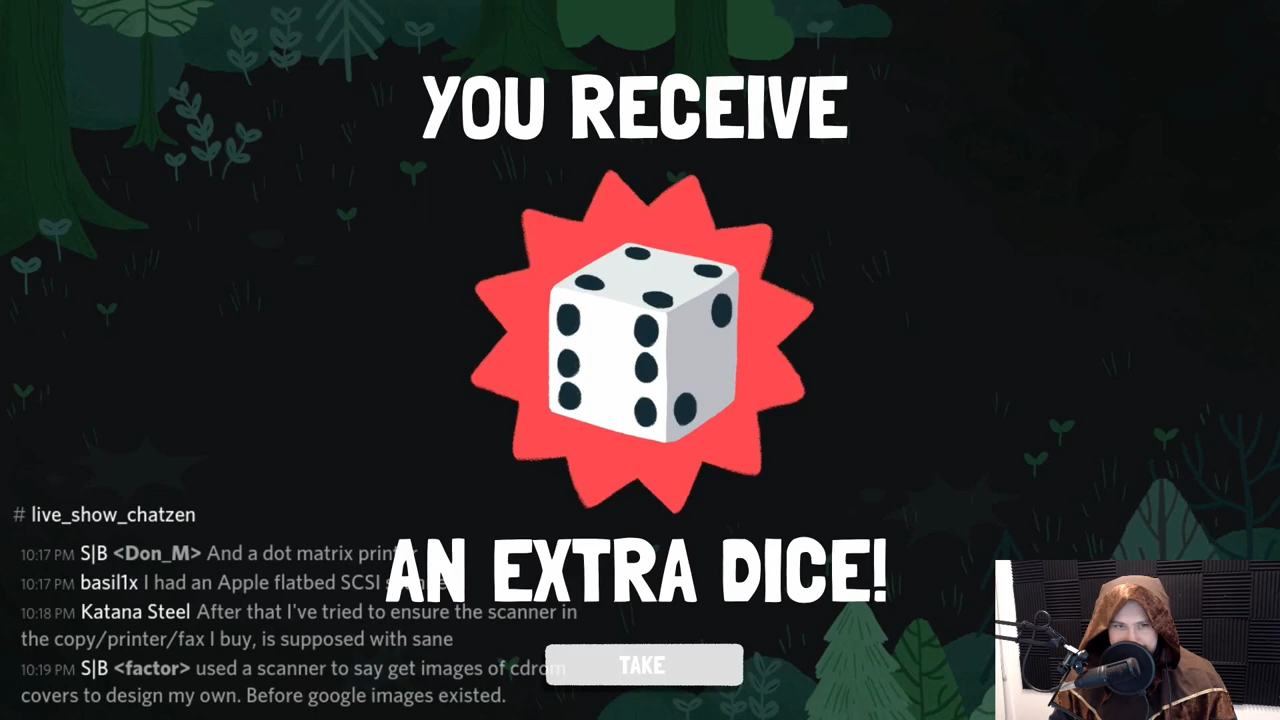 YOU RECEIVE
AN EXTRA DICE!
TAKE
# live_show_chatzen
10:17 PM S|B <Don_M> And a dot matrix printer
10:17 PM basil1x I had an Apple flatbed SCSI
10:18 PM Katana Steel After that I've tried to ensure the scanner in
the copy/printer/fax I buy, is supposed with sane
10:19 PM S|B <factor> used a scanner to say get images of cdrom
covers to design my own. Before google images existed.